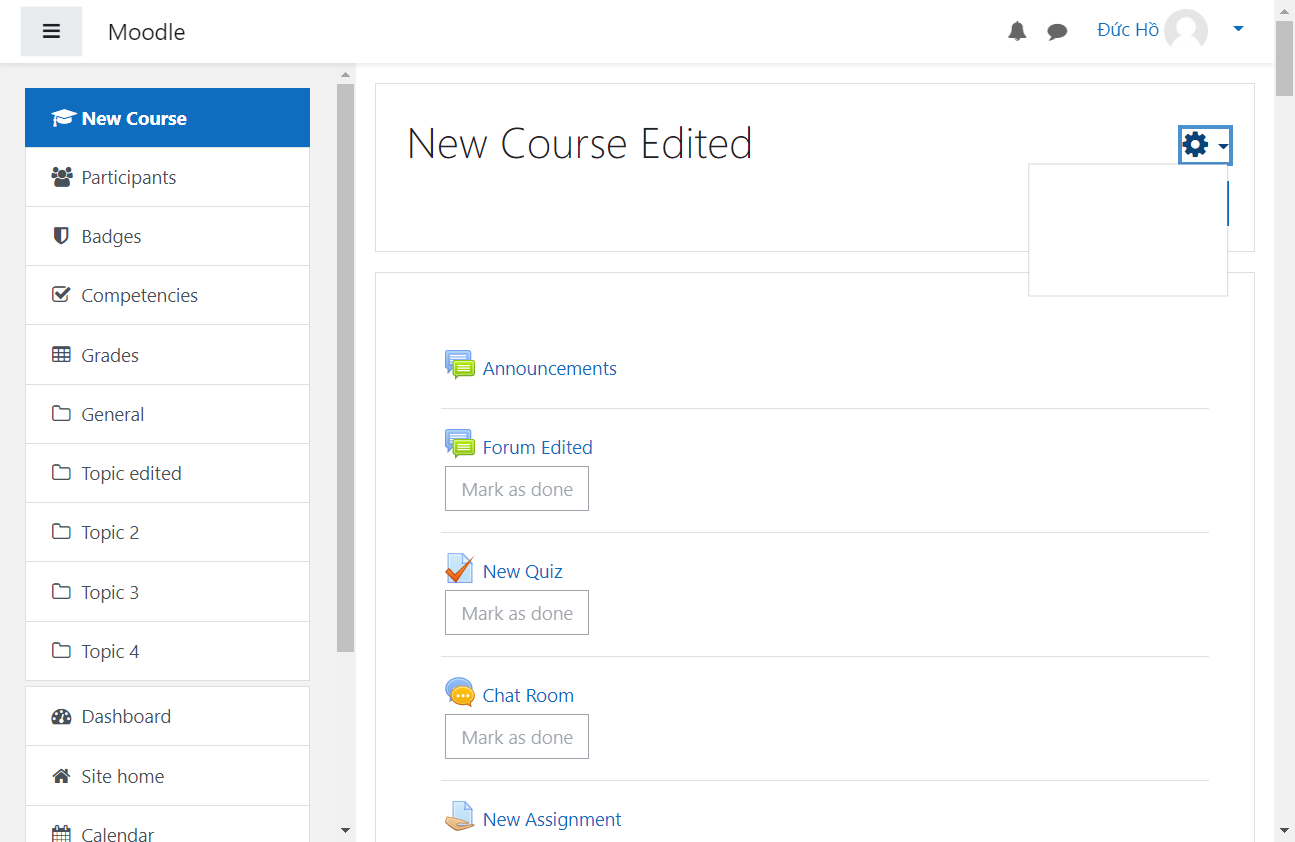 Moodle
Đức Hồ
New Course
Participants
Badges
Competencies
Grades
General
Topic edited
Topic 2
Topic 3
Topic 4
Dashboard
Site home
Calendar
New Course Edited
Announcements
Forum Edited
Mark as done
New Quiz
Mark as done
Chat Room
Mark as done
New Assignment